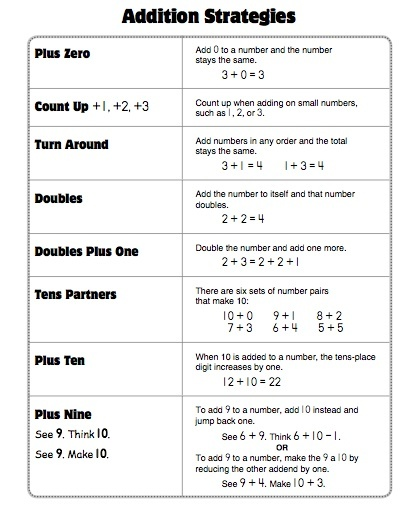 Addition Strategies
Plus Zero
Add 0 to a number and the number
stays the same.
3 + 0 = 3
Count Up +1, +2, +3
Count up when adding on small numbers,
such as 1, 2, or 3.
Turn Around
Add numbers in any order and the total
stays the same.
3 + 1 = 4 1 + 3 = 4
Doubles
Add the number to itself and that number
doubles.
2 + 2 = 4
Doubles Plus One
Double the number and add one more.
2 + 3 = 2 + 2 + 1
Tens Partners
There are six sets of number pairs
that make 10:
10 + 0 9 + 1 8 + 2
7 + 3 6 + 4 5 + 5
Plus Ten
When 10 is added to a number, the tens-place
digit increases by one.
12 + 10 = 22
Plus Nine
See 9. Think 10.
See 9. Make 10.
To add 9 to a number, add 10 instead and
jump back one.
See 6 + 9. Think 6 + 10 – 1.
OR
To add 9 to a number, make the 9 a 10 by
reducing the other addend by one.
See 9 + 4. Make 10 + 3.